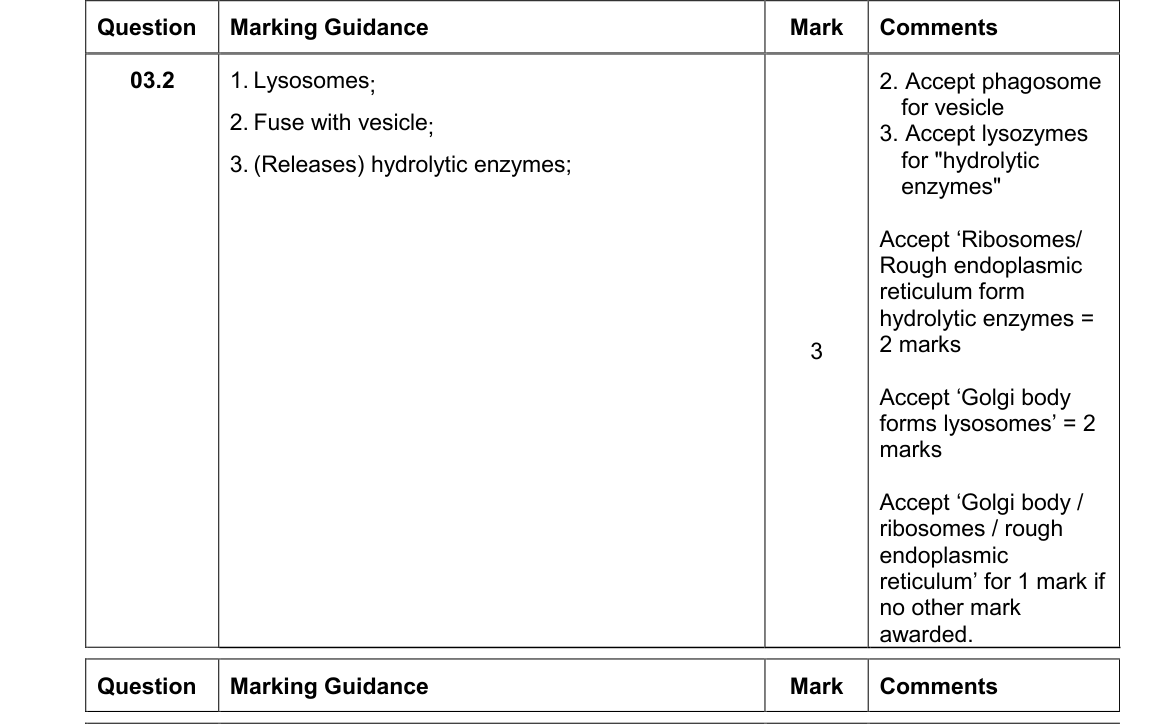 Question Marking Guidance Mark Comments
03.2
1. Lysosomes;
2. Fuse with vesicle;
3. (Releases) hydrolytic enzymes;
3
2. Accept phagosome
for vesicle
3. Accept lysozymes
for "hydrolytic
enzymes"
Accept ‘Ribosomes/
Rough endoplasmic
reticulum form
hydrolytic enzymes =
2 marks
Accept ‘Golgi body
forms lysosomes’ = 2
marks
Accept ‘Golgi body /
ribosomes / rough
endoplasmic
reticulum’ for 1 mark if
no other mark
awarded.
Question Marking Guidance Mark Comments